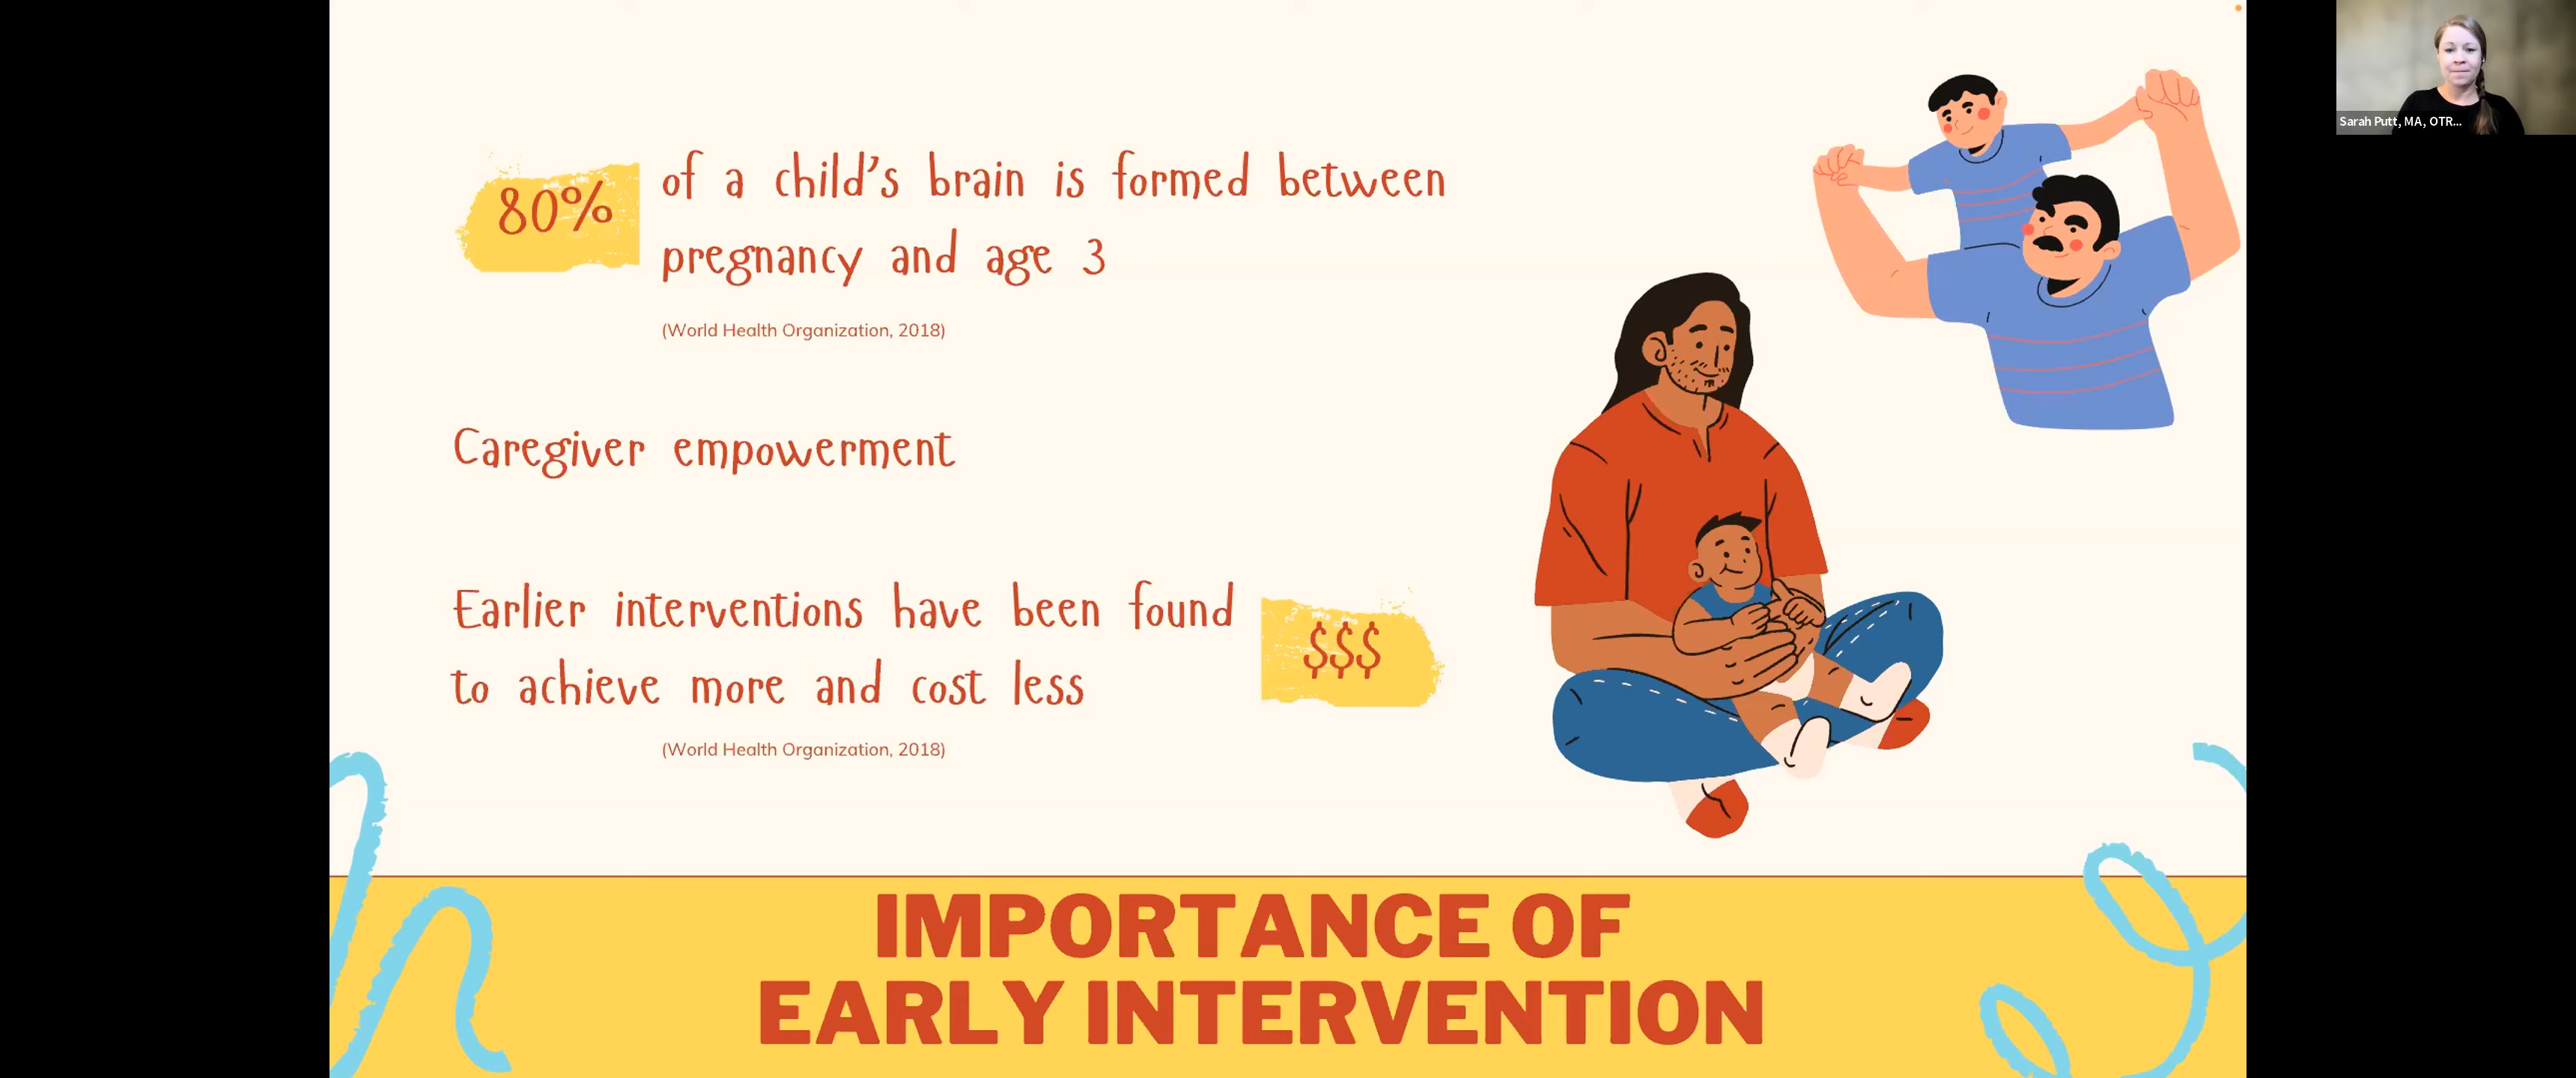 80% of a child's brain is formed between
pregnancy and age 3
(World Health Organization, 2018)
Caregiver empowerment
Earlier interventions have been found
to achieve more and cost less
$$$
(World Health Organization, 2018)
IMPORTANCE OF
EARLY INTERVENTION
Sarah Putt, MA, OTR...